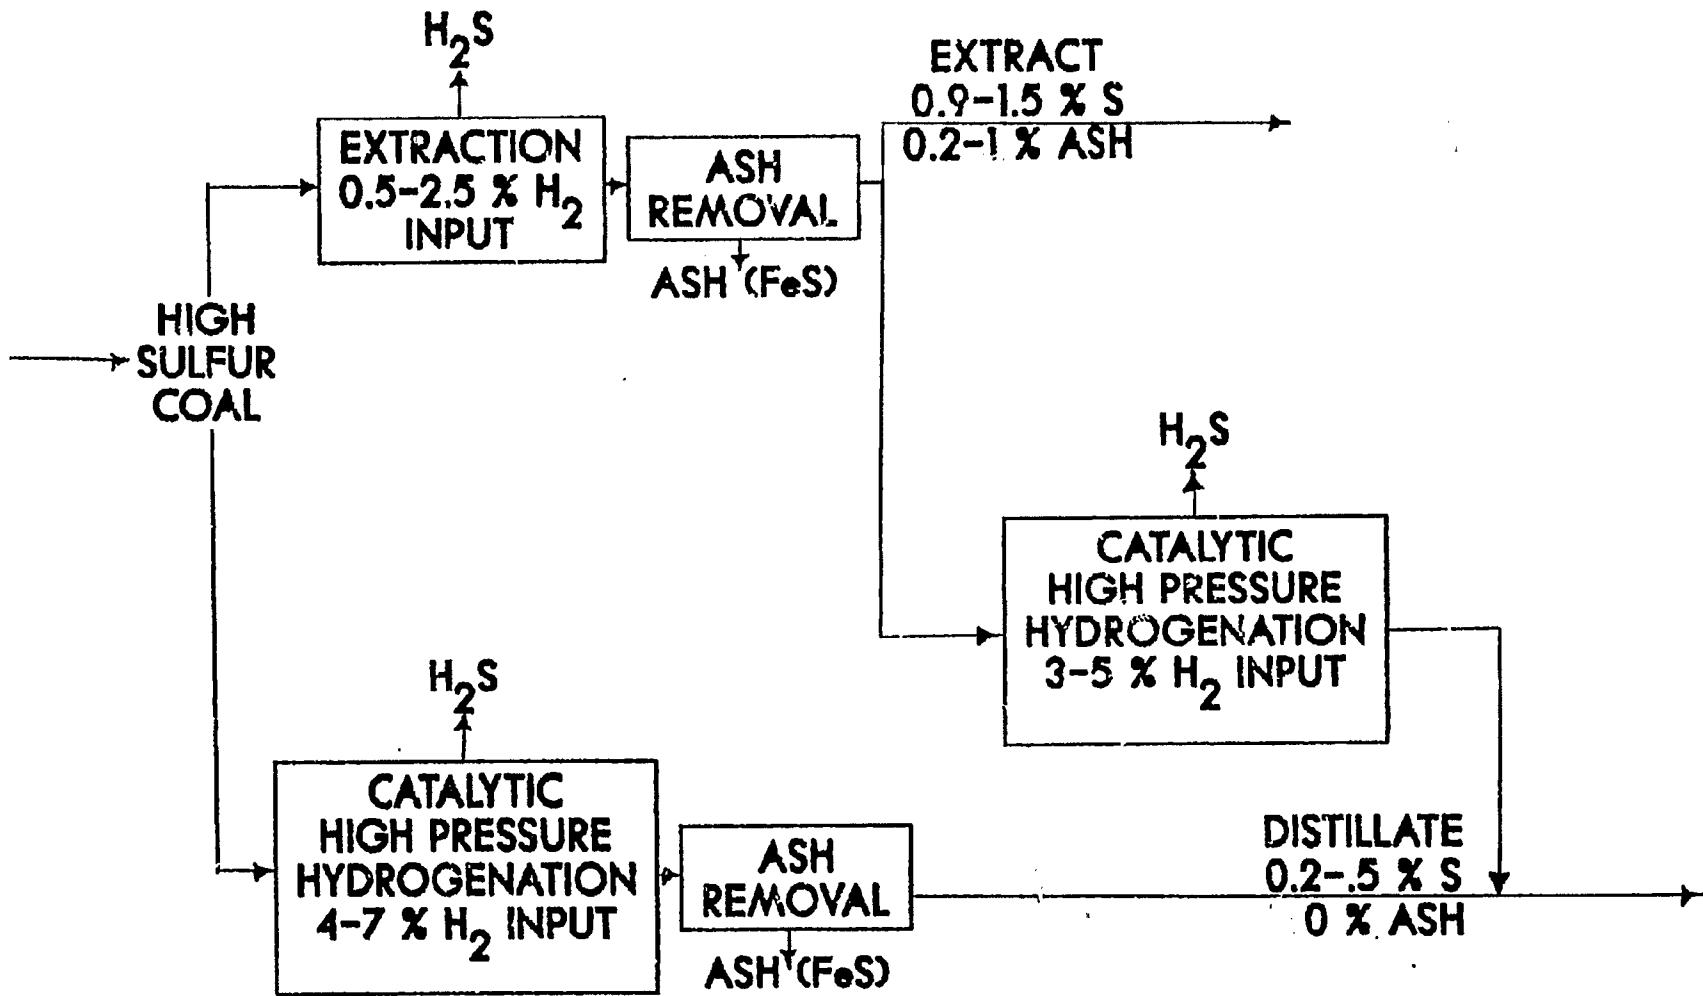 H2S
EXTRACTION
0.5-2.5 % H2
INPUT
ASH
REMOVAL
ASH (FeS)
EXTRACT
0.9-1.5 % S
0.2-1 % ASH
HIGH
SULFUR
COAL
H2S
CATALYTIC
HIGH PRESSURE
HYDROGENATION
3-5 % H2 INPUT
H2S
CATALYTIC
HIGH PRESSURE
HYDROGENATION
4-7 % H2 INPUT
ASH
REMOVAL
ASH (FeS)
DISTILLATE
0.2-.5 % S
0 % ASH